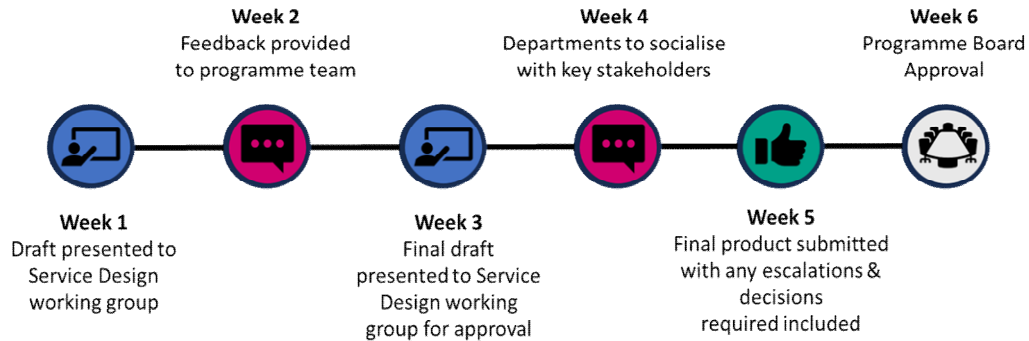 Week 2
Feedback provided
to programme team
Week 4
Departments to socialise
with key stakeholders
Week 6
Programme Board
Approval
Week 1
Draft presented to
Service Design
working group
Week 3
Final draft
presented to Service
Design working
group for approval
Week 5
Final product submitted
with any escalations &
decisions
required included